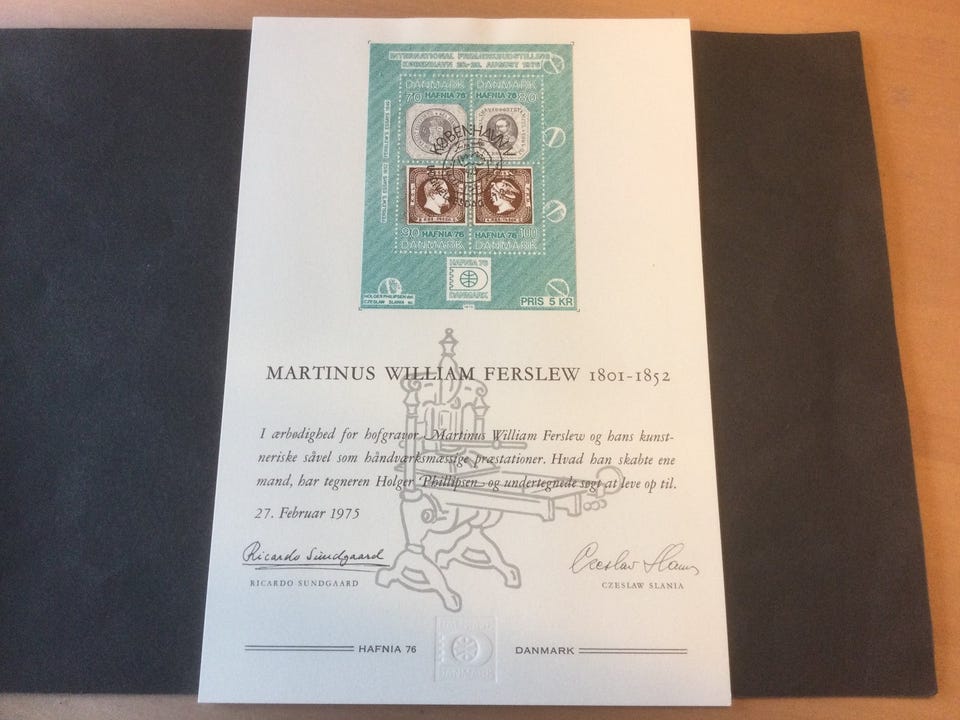 INTERNATIONAL FRIMÆRKEUDSTILLING
KØBENHAVN 20.-29. AUGUST 1976
DANMARK DANMARK
70 HAFNIA 76 HAFNIA 76 80
KØBENHAVN V
90 HAFNIA 76 HAFNIA 76 100
DANMARK DANMARK
HAFNIA 76
DANMARK
HOLGER PHILIPSEN
CZESLAW SLANIA sc.
PRIS 5 KR
MARTINUS WILLIAM FERSLEW 1801-1852
I ærbødighed for hofgravør Martinus William Ferslew og hans kunst-
neriske såvel som håndværksmæssige præstationer. Hvad han skabte ene
mand, har tegneren Holger Phillipsen og undertegnede søgt at leve op til.
27. Februar 1975
Ricardo Sundgaard
Czeslaw Slania
RICARDO SUNDGAARD
CZESLAW SLANIA
HAFNIA 76
DANMARK